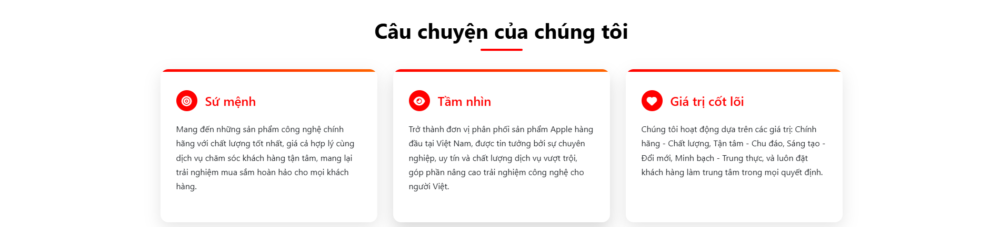 Câu chuyện của chúng tôi
Sứ mệnh
Mang đến những sản phẩm công nghệ chính
hãng với chất lượng tốt nhất, giá cả hợp lý cùng
dịch vụ chăm sóc khách hàng tận tâm, mang lại
trải nghiệm mua sắm hoàn hảo cho mọi khách
hàng.
Tầm nhìn
Trở thành đơn vị phân phối sản phẩm Apple hàng
đầu tại Việt Nam, được tin tưởng bởi sự chuyên
nghiệp, uy tín và chất lượng dịch vụ vượt trội,
góp phần nâng cao trải nghiệm công nghệ cho
người Việt.
Giá trị cốt lõi
Chúng tôi hoạt động dựa trên các giá trị: Chính
hãng - Chất lượng, Tận tâm - Chu đáo, Sáng tạo -
Đổi mới, Minh bạch - Trung thực, và luôn đặt
khách hàng làm trung tâm trong mọi quyết định.